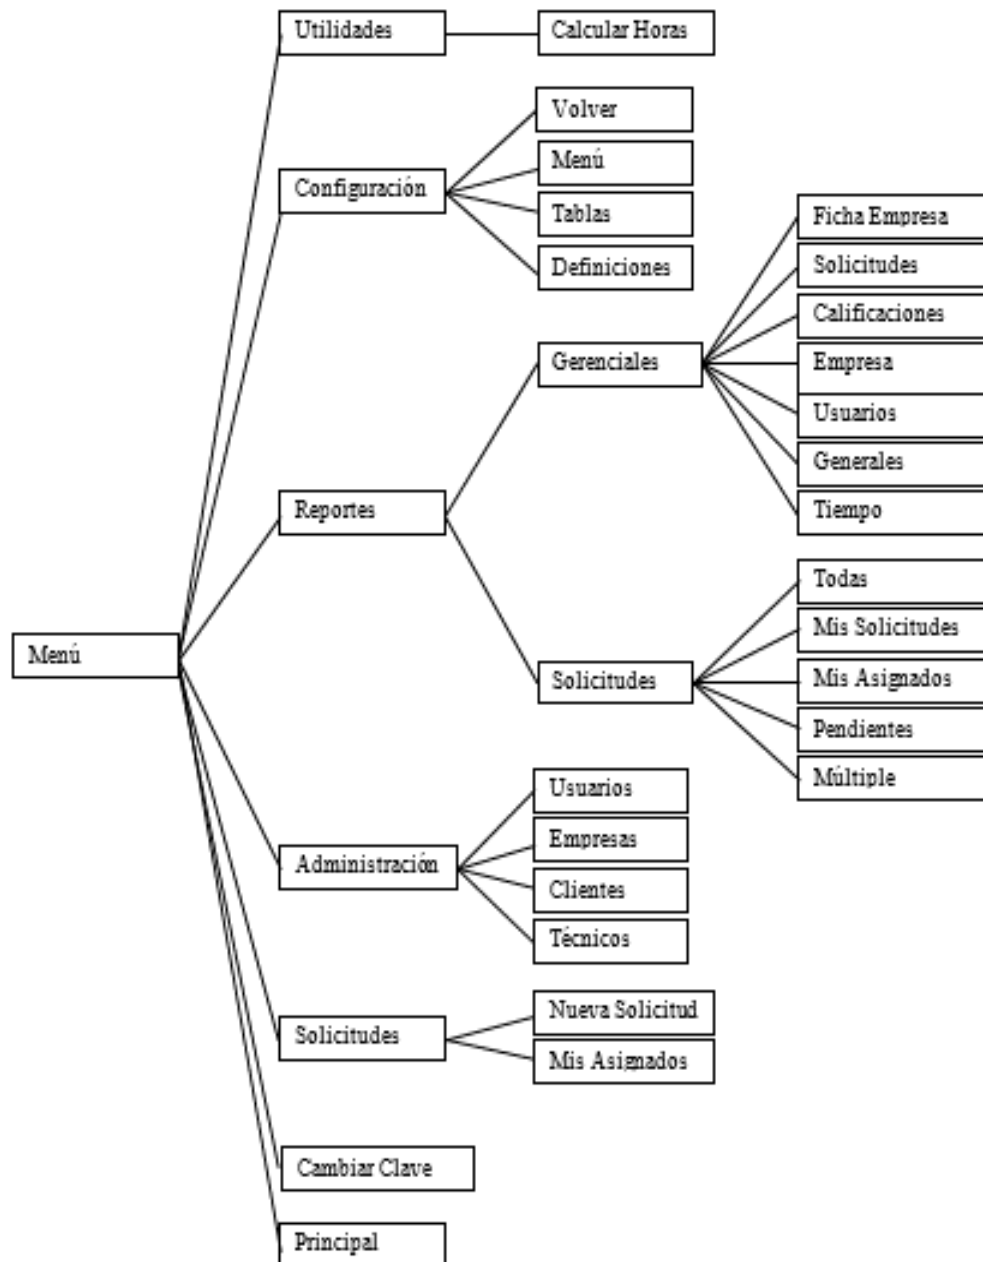 Menú
Utilidades
Calcular Horas
Configuración
Volver
Menú
Tablas
Definiciones
Reportes
Gerenciales
Ficha Empresa
Solicitudes
Calificaciones
Empresa
Usuarios
Generales
Tiempo
Solicitudes
Todas
Mis Solicitudes
Mis Asignados
Pendientes
Múltiple
Administración
Usuarios
Empresas
Clientes
Técnicos
Solicitudes
Nueva Solicitud
Mis Asignados
Cambiar Clave
Principal